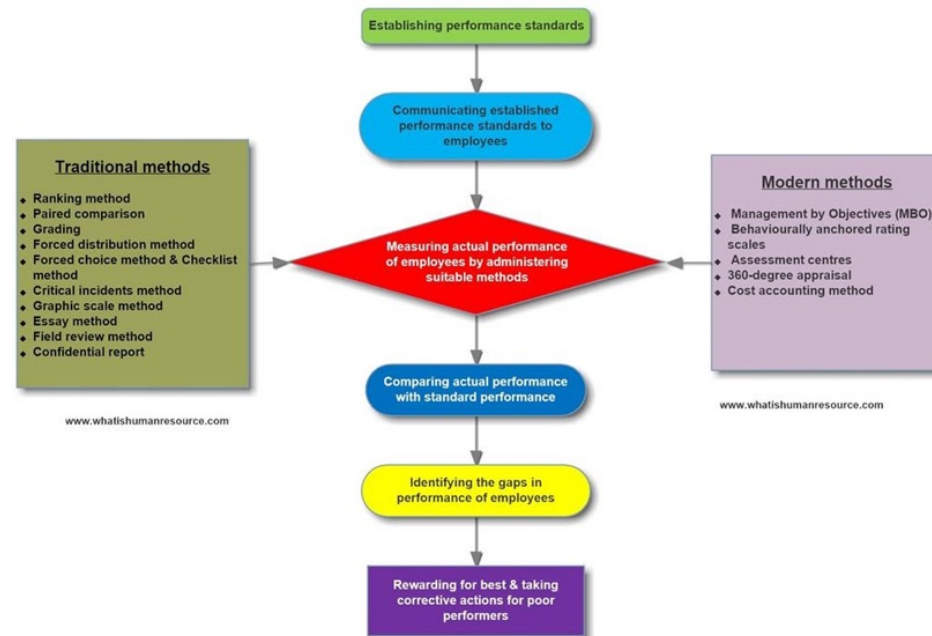 Establishing performance standards
Communicating established
performance standards to
employees
Traditional methods
Ranking method
Paired comparison
Grading
Forced distribution method
Forced choice method & Checklist
method
Critical incidents method
Graphic scale method
Essay method
Field review method
Confidential report
www.whatishumanresource.com
Measuring actual performance
of employees by administering
suitable methods
Modern methods
Management by Objectives (MBO)
Behaviourally anchored rating
scales
Assessment centres
360-degree appraisal
Cost accounting method
www.whatishumanresource.com
Comparing actual performance
with standard performance
Identifying the gaps in
performance of employees
Rewarding for best & taking
corrective actions for poor
performers